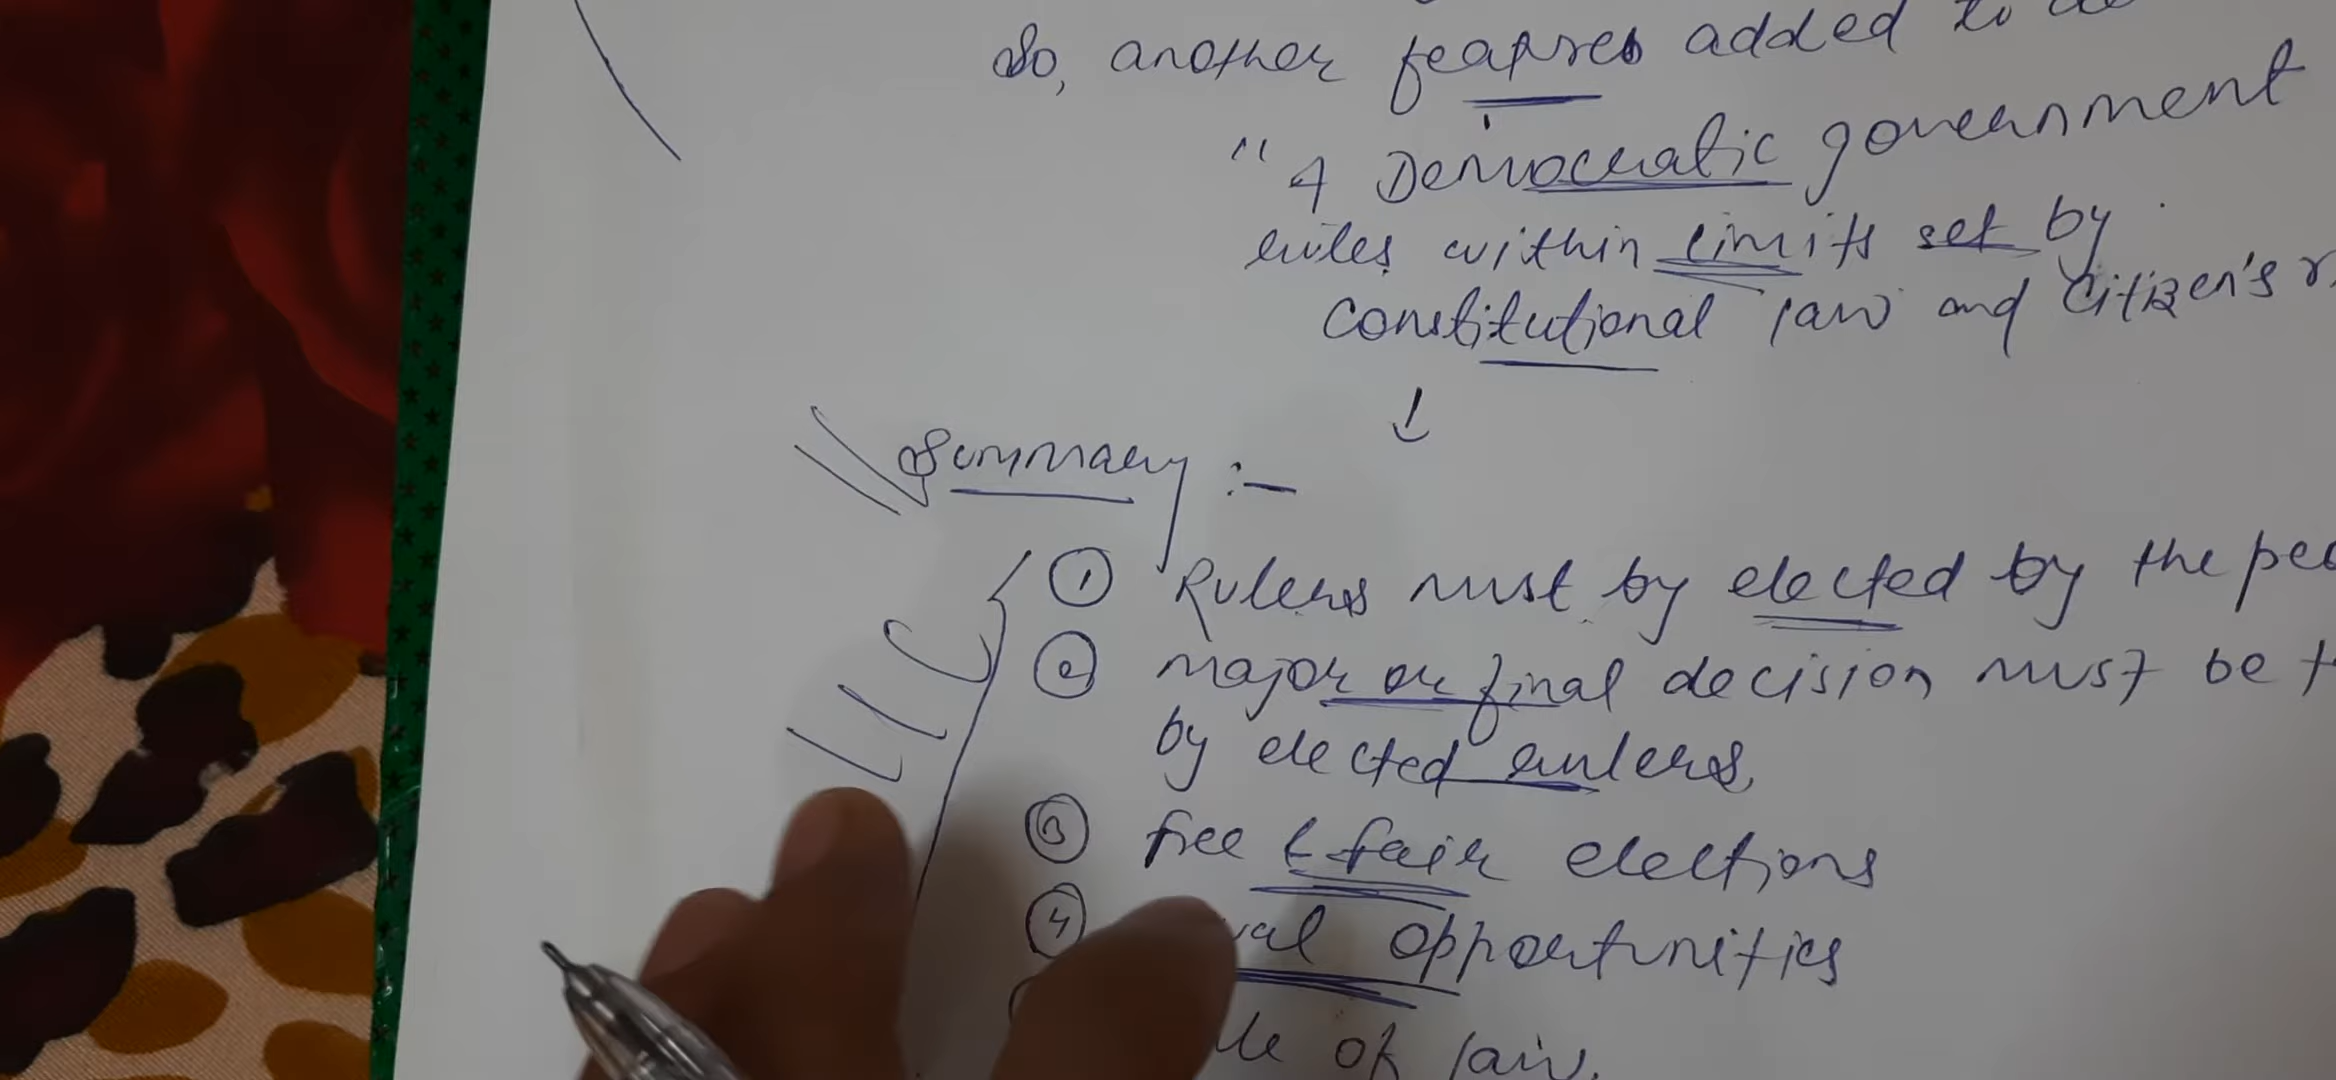 So, another features added to
"A Democratic government
rules within limits set by
constitutional law and citizen's
Summary :-
① Rulers must by elected by the
② major or final decision must be
by elected rulers.
③ free & fair elections
④ opportunities
of law.